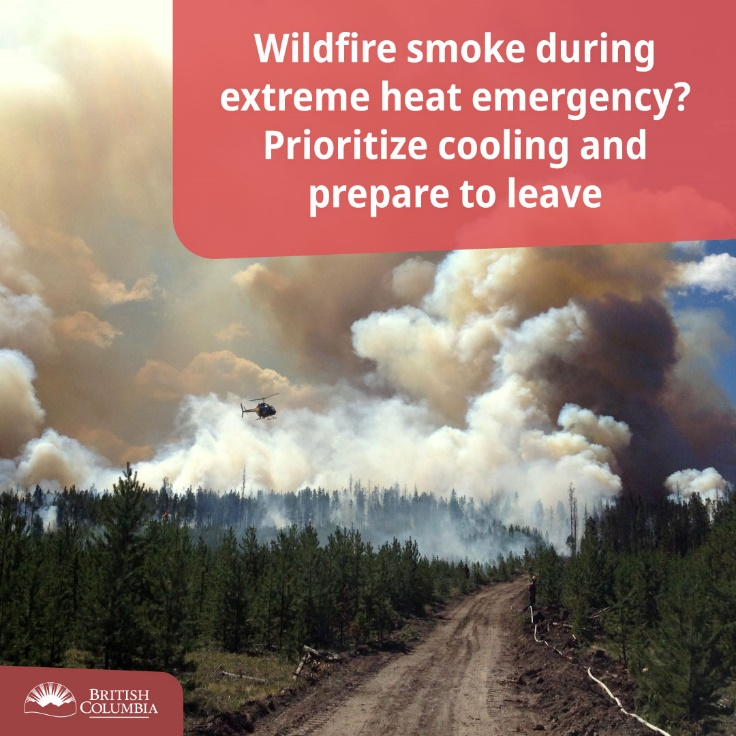 Wildfire smoke during
extreme heat emergency?
Prioritize cooling and
prepare to leave
BRITISH
COLUMBIA